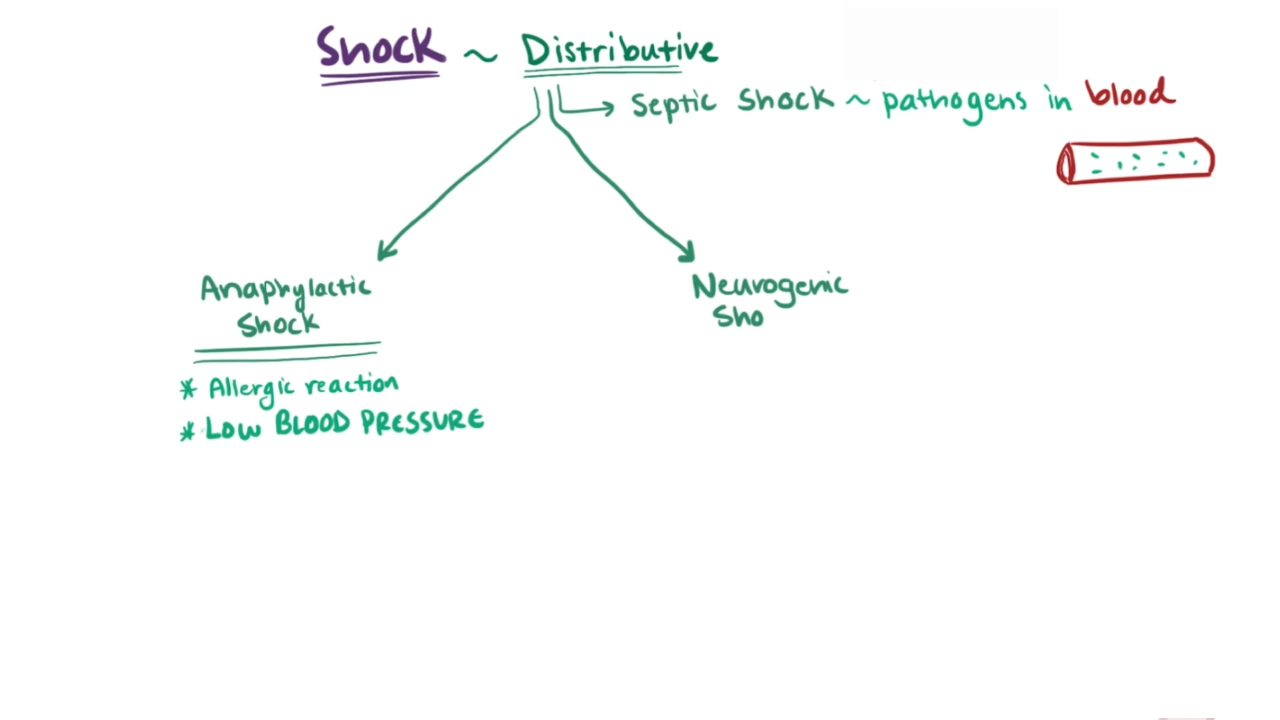 Shock ~ Distributive
Septic Shock ~ pathogens in blood
Anaphylactic
Shock
Neurogenic
Sho
* Allergic reaction
* LOW BLOOD PRESSURE